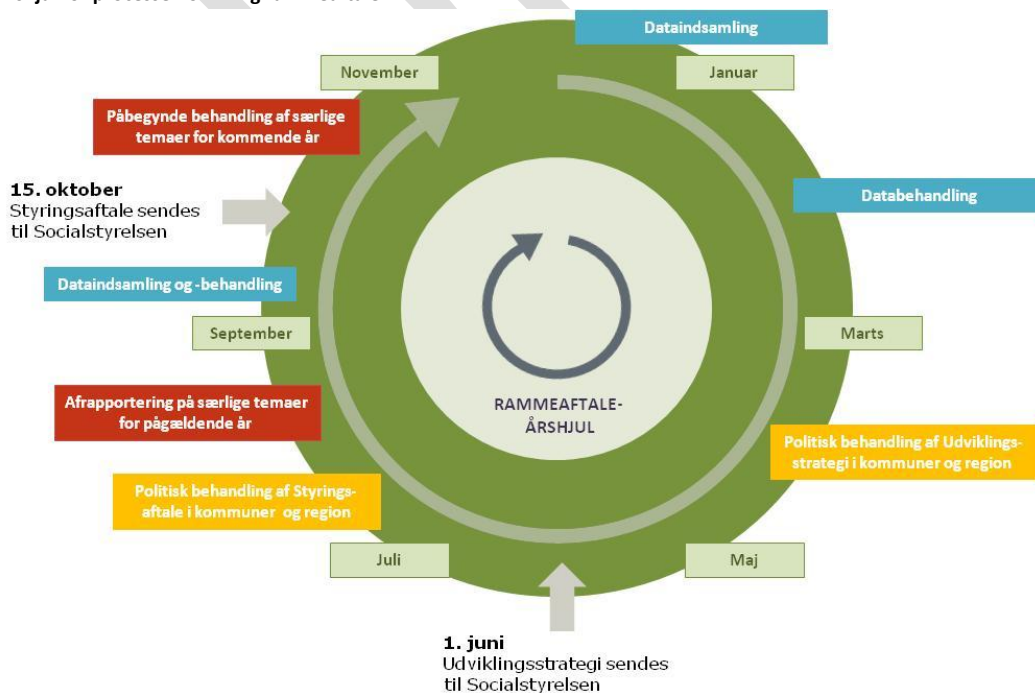 Dataindsamling
November
Januar
Påbegynde behandling af særlige
temaer for kommende år
15. oktober
Styringsaftale sendes
til Socialstyrelsen
Databehandling
Dataindsamling og -behandling
September
Marts
RAMMEAFTALE-
ÅRSHJUL
Afrapportering på særlige temaer
for pågældende år
Politisk behandling af Udviklings-
strategi i kommuner og region
Politisk behandling af Styrings-
aftale i kommuner og region
Juli
Maj
1. juni
Udviklingsstrategi sendes
til Socialstyrelsen